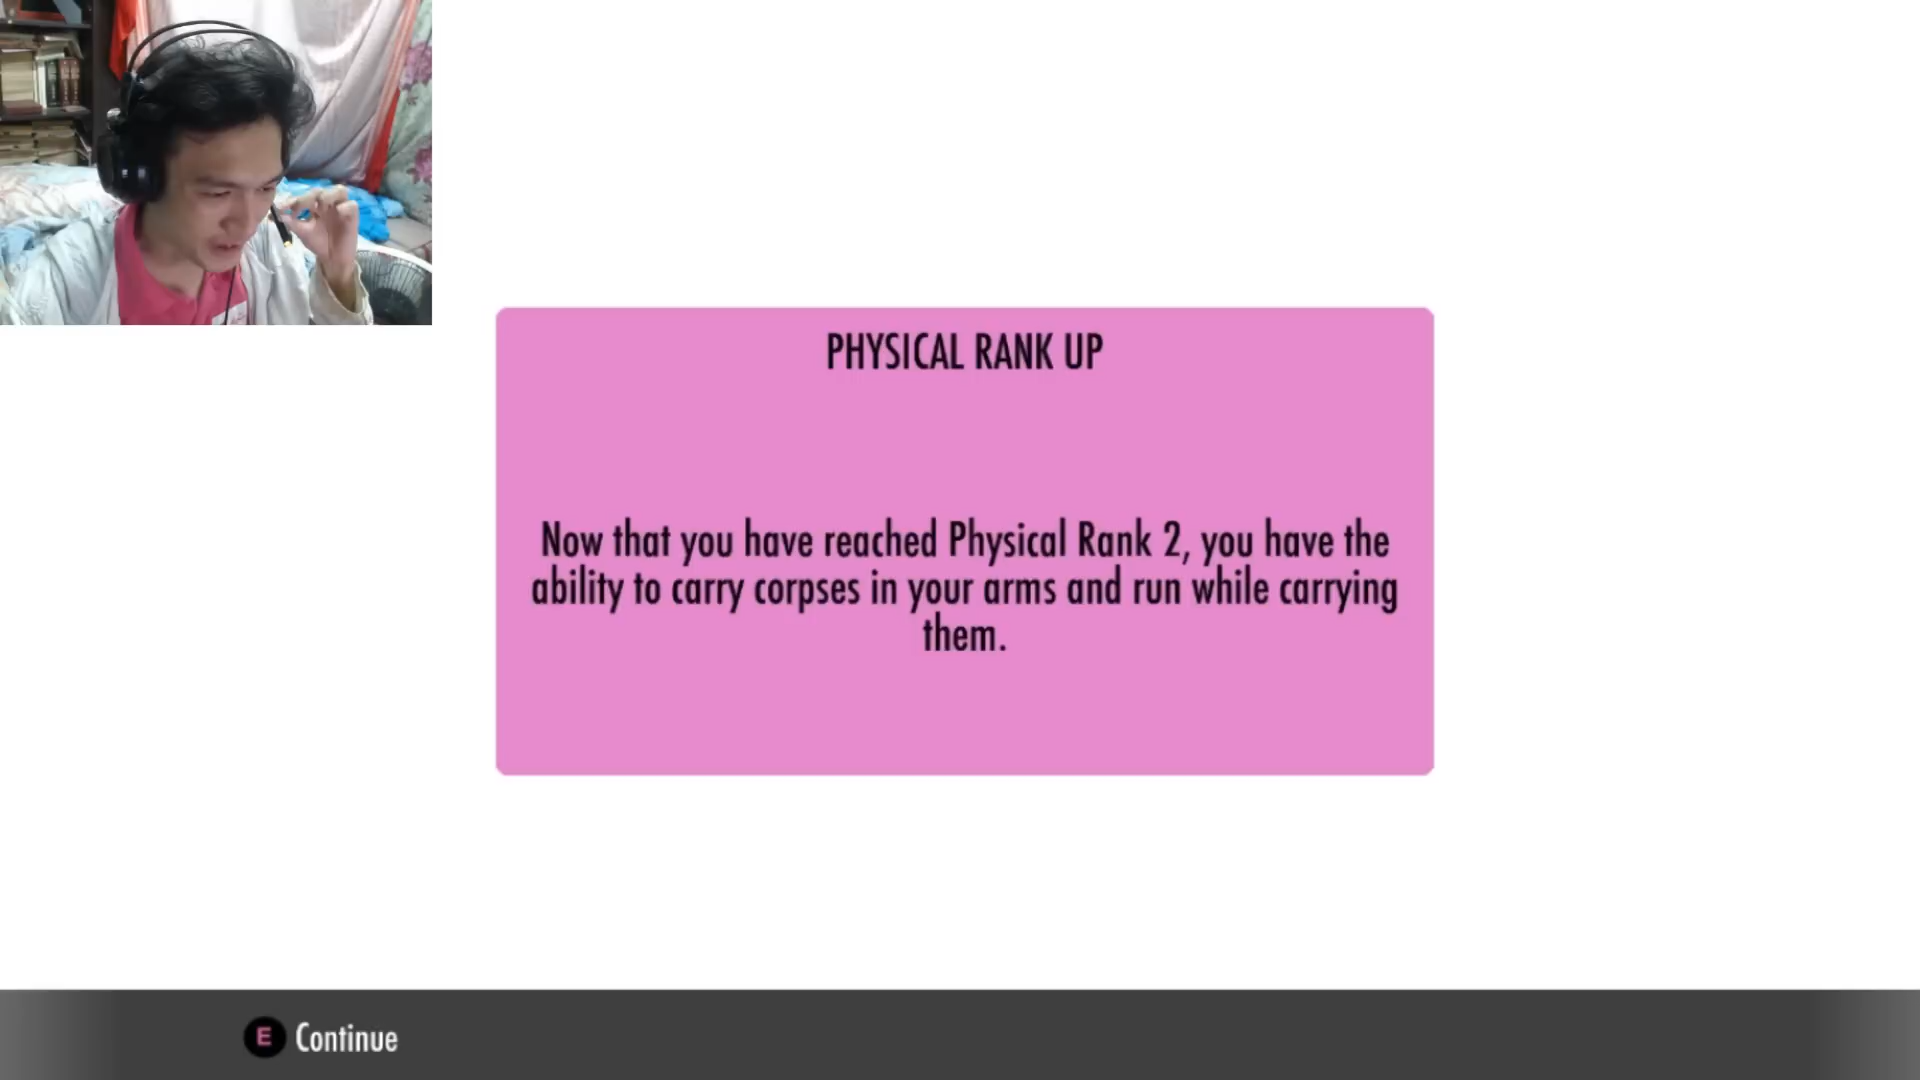 PHYSICAL RANK UP
Now that you have reached Physical Rank 2, you have the
ability to carry corpses in your arms and run while carrying
them.
E Continue